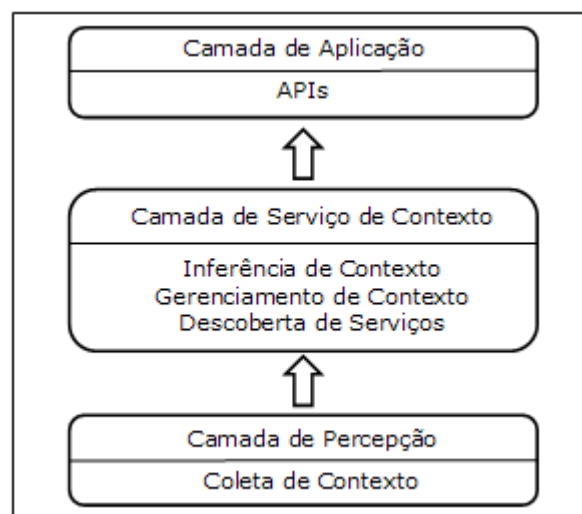 Camada de Aplicação
APIs
Camada de Serviço de Contexto
Inferência de Contexto
Gerenciamento de Contexto
Descoberta de Serviços
Camada de Percepção
Coleta de Contexto